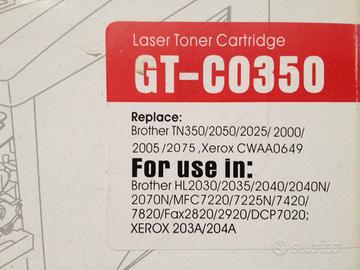 Laser Toner Cartridge
GT-C0350
Replace:
Brother TN350/2050/2025/ 2000/
2005 /2075 ,Xerox CWAA0649
For use in:
Brother HL2030/2035/2040/2040N/
2070N/MFC7220/7225N/7420/
7820/Fax2820/2920/DCP7020;
XEROX 203A/204A
subito